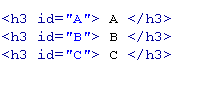 <h3 id="A"> A </h3>
<h3 id="B"> B </h3>
<h3 id="C"> C </h3>